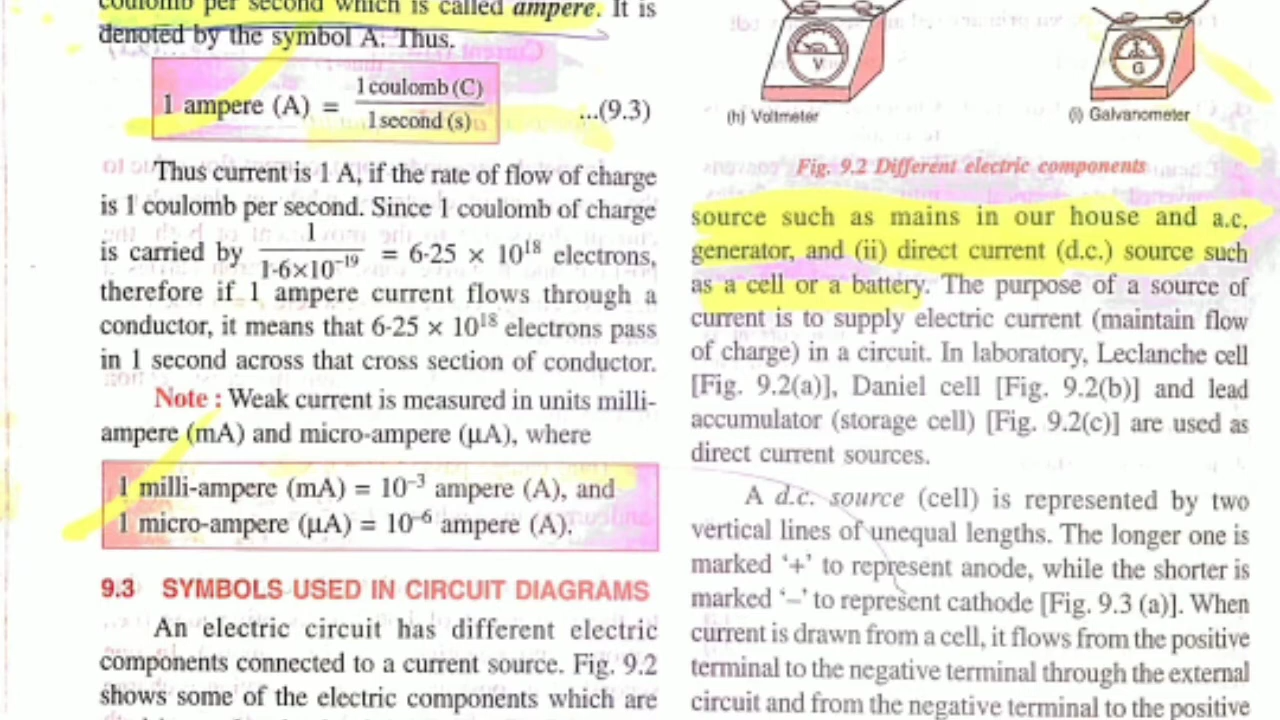 coulomb per second which is called ampere. It is
denoted by the symbol A. Thus.
1 ampere (A) = 1 coulomb (C) / 1 second (s) ...(9.3)
Thus current is 1 A, if the rate of flow of charge
is 1 coulomb per second. Since 1 coulomb of charge
is carried by 1 / 1·6×10⁻¹⁹ = 6·25 × 10¹⁸ electrons,
therefore if 1 ampere current flows through a
conductor, it means that 6·25 × 10¹⁸ electrons pass
in 1 second across that cross section of conductor.
Note : Weak current is measured in units milli-
ampere (mA) and micro-ampere (μA), where
1 milli-ampere (mA) = 10⁻³ ampere (A), and
1 micro-ampere (μA) = 10⁻⁶ ampere (A).
9.3 SYMBOLS USED IN CIRCUIT DIAGRAMS
An electric circuit has different electric
components connected to a current source. Fig. 9.2
shows some of the electric components which are
V
G
(h) Voltmeter
(i) Galvanometer
Fig. 9.2 Different electric components
source such as mains in our house and a.c.
generator, and (ii) direct current (d.c.) source such
as a cell or a battery. The purpose of a source of
current is to supply electric current (maintain flow
of charge) in a circuit. In laboratory, Leclanche cell
[Fig. 9.2(a)], Daniel cell [Fig. 9.2(b)] and lead
accumulator (storage cell) [Fig. 9.2(c)] are used as
direct current sources.
A d.c. source (cell) is represented by two
vertical lines of unequal lengths. The longer one is
marked ‘+’ to represent anode, while the shorter is
marked ‘–’ to represent cathode [Fig. 9.3 (a)]. When
current is drawn from a cell, it flows from the positive
terminal to the negative terminal through the external
circuit and from the negative terminal to the positive